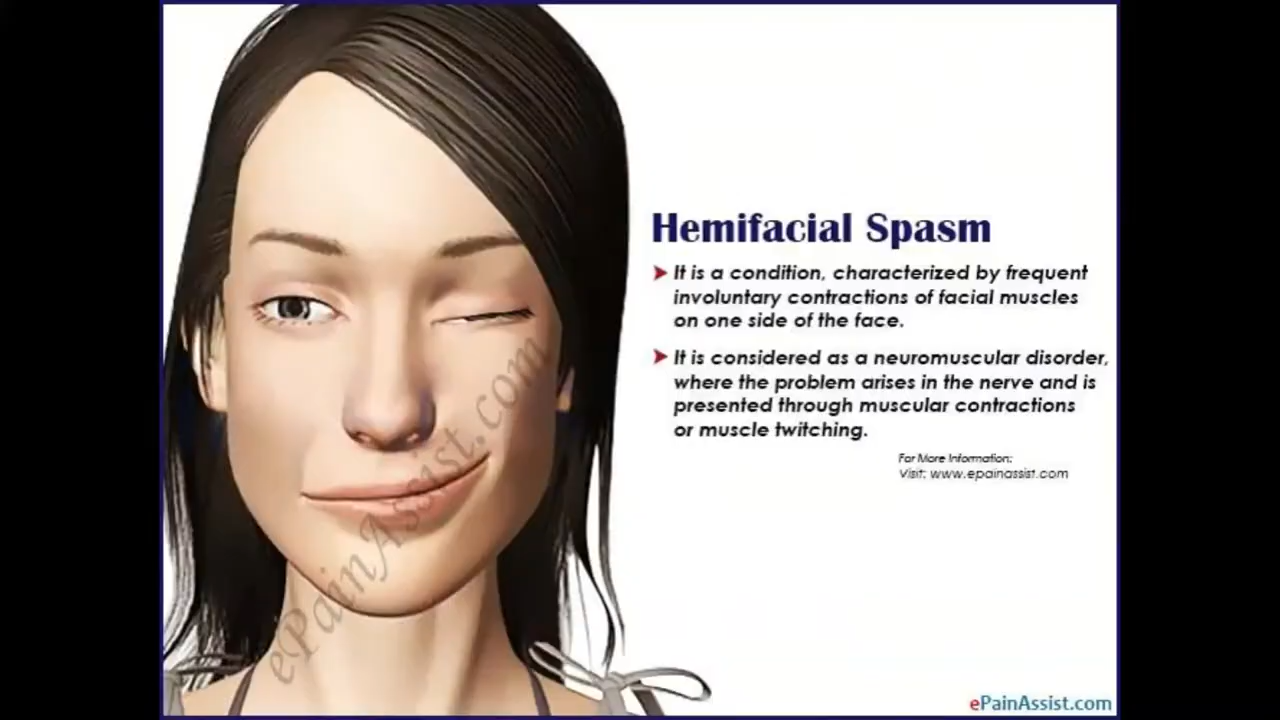 Hemifacial Spasm
It is a condition, characterized by frequent
involuntary contractions of facial muscles
on one side of the face.
It is considered as a neuromuscular disorder,
where the problem arises in the nerve and is
presented through muscular contractions
or muscle twitching.
For More Information:
Visit: www.epainassist.com
ePainAssist.com
ePainAssist.com